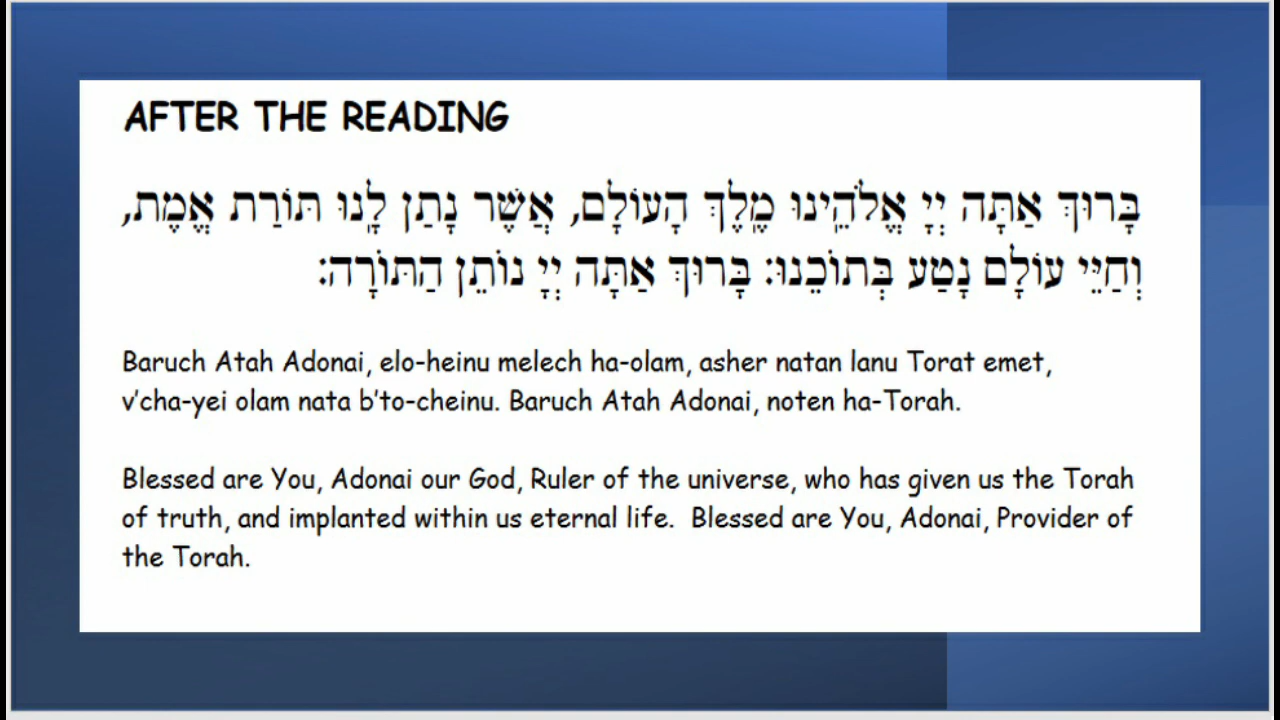 AFTER THE READING
בָּרוּךְ אַתָּה יְיָ אֱלֹהֵֽינוּ מֶֽלֶךְ הָעוֹלָם, אֲשֶׁר נָתַן לָֽנוּ תּוֹרַת אֱמֶת,
וְחַיֵּי עוֹלָם נָטַע בְּתוֹכֵנוּ: בָּרוּךְ אַתָּה יְיָ נוֹתֵן הַתּוֹרָה:
Baruch Atah Adonai, elo-heinu melech ha-olam, asher natan lanu Torat emet,
v'cha-yei olam nata b'to-cheinu. Baruch Atah Adonai, noten ha-Torah.
Blessed are You, Adonai our God, Ruler of the universe, who has given us the Torah
of truth, and implanted within us eternal life. Blessed are You, Adonai, Provider of
the Torah.